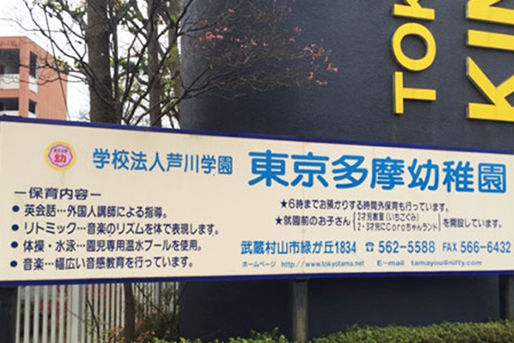 TOK
KIN
東京多摩
幼
学校法人芦川学園 東京多摩幼稚園
ー保育内容ー
● 英会話…外国人講師による指導。
● リトミック…音楽のリズムを体で表現します。
● 体操・水泳…園児専用温水プールを使用。
● 音楽…幅広い音感教育を行っています。
★6時までお預かりする時間外保育も行っています。
★就園前のお子さん[2才児教室(いちごぐみ) 2・3才児にCoroちゃんランド]を開設しています。
武蔵村山市緑が丘1834 ☎562-5588 FAX 566-6432
ホームページ http://www.tokyotama.net E-mail tamayou@nifty.com